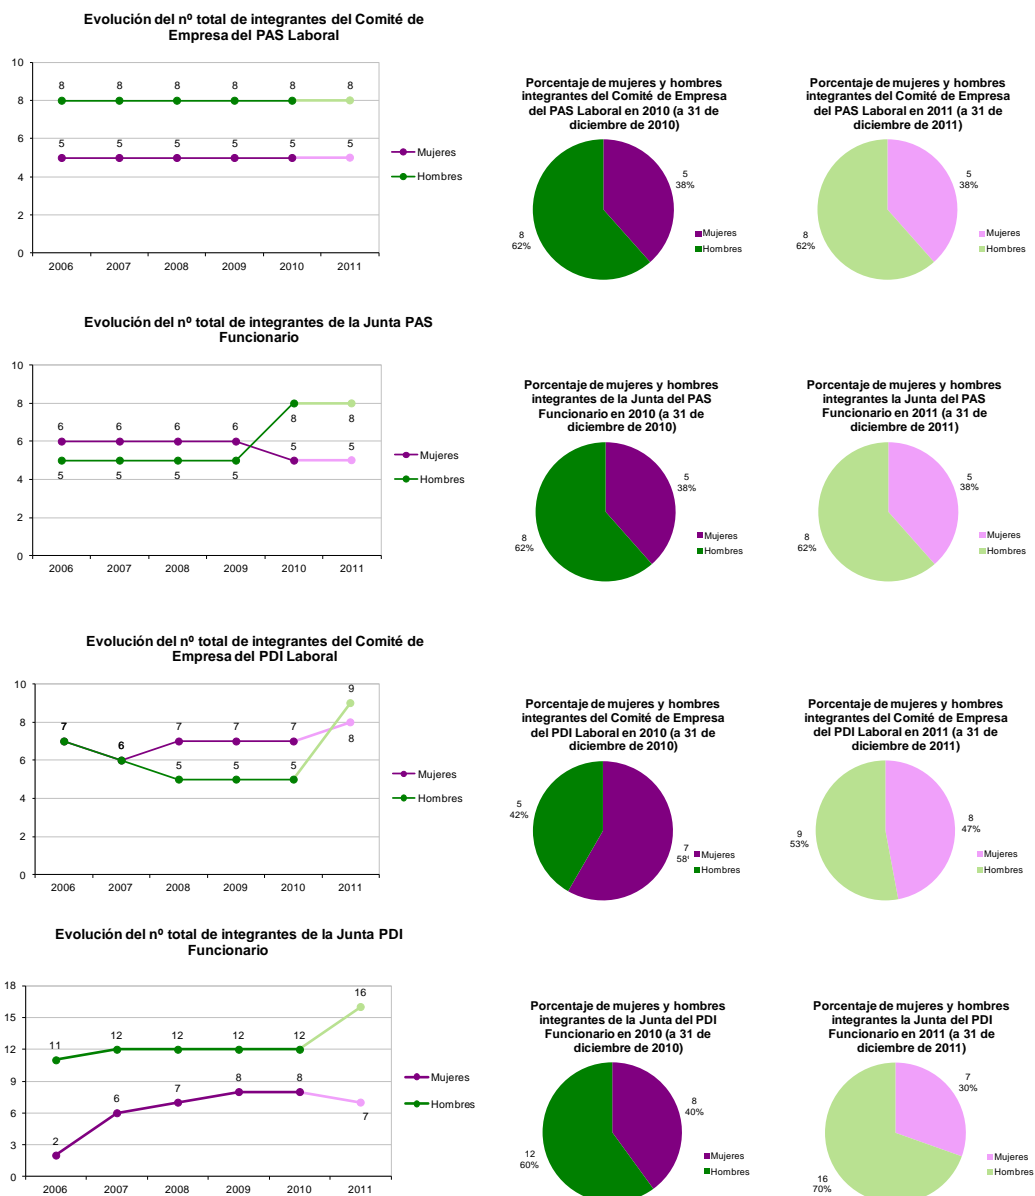 Evolución del nº total de integrantes del Comité de
Empresa del PAS Laboral
10
8
6
4
2
0
8 8 8 8 8 8
5 5 5 5 5 5
2006 2007 2008 2009 2010 2011
Mujeres
Hombres
Porcentaje de mujeres y hombres
integrantes del Comité de Empresa
del PAS Laboral en 2010 (a 31 de
diciembre de 2010)
5
38%
8
62%
Mujeres
Hombres
Porcentaje de mujeres y hombres
integrantes del Comité de Empresa
del PAS Laboral en 2011 (a 31 de
diciembre de 2011)
5
38%
8
62%
Mujeres
Hombres
Evolución del nº total de integrantes de la Junta PAS
Funcionario
10
8
6
4
2
0
6 6 6 6 5 5
5 5 5 5 8 8
2006 2007 2008 2009 2010 2011
Mujeres
Hombres
Porcentaje de mujeres y hombres
integrantes de la Junta del PAS
Funcionario en 2010 (a 31 de
diciembre de 2010)
5
38%
8
62%
Mujeres
Hombres
Porcentaje de mujeres y hombres
integrantes la Junta del PAS
Funcionario en 2011 (a 31 de
diciembre de 2011)
5
38%
8
62%
Mujeres
Hombres
Evolución del nº total de integrantes del Comité de
Empresa del PDI Laboral
10
8
6
4
2
0
7 6 7 7 7 8
5 5 5 9
2006 2007 2008 2009 2010 2011
Mujeres
Hombres
Porcentaje de mujeres y hombres
integrantes del Comité de Empresa
del PDI Laboral en 2010 (a 31 de
diciembre de 2010)
5
42%
7
58%
Mujeres
Hombres
Porcentaje de mujeres y hombres
integrantes del Comité de Empresa
del PDI Laboral en 2011 (a 31 de
diciembre de 2011)
8
47%
9
53%
Mujeres
Hombres
Evolución del nº total de integrantes de la Junta PDI
Funcionario
18
15
12
9
6
3
0
11 12 12 12 12 16
2 6 7 8 8 7
2006 2007 2008 2009 2010 2011
Mujeres
Hombres
Porcentaje de mujeres y hombres
integrantes de la Junta del PDI
Funcionario en 2010 (a 31 de
diciembre de 2010)
8
40%
12
60%
Mujeres
Hombres
Porcentaje de mujeres y hombres
integrantes la Junta del PDI
Funcionario en 2011 (a 31 de
diciembre de 2011)
7
30%
16
70%
Mujeres
Hombres